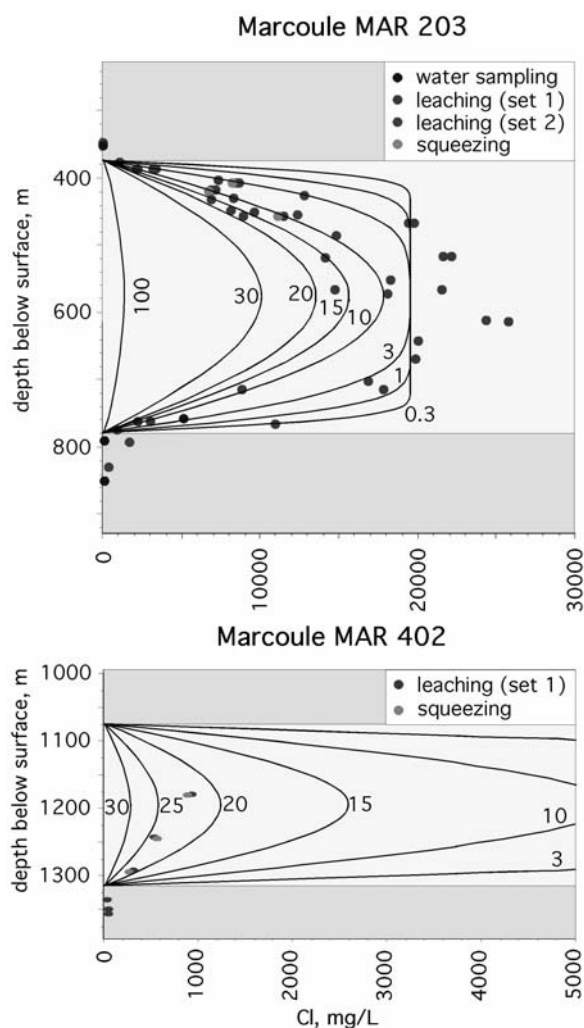 Marcoule MAR 203
water sampling
leaching (set 1)
leaching (set 2)
squeezing
depth below surface, m
400
600
800
100
30
20
15
10
3
1
0.3
0
10000
20000
30000
Marcoule MAR 402
leaching (set 1)
squeezing
depth below surface, m
1000
1100
1200
1300
30
25
20
15
10
3
0
1000
2000
3000
4000
5000
Cl, mg/L